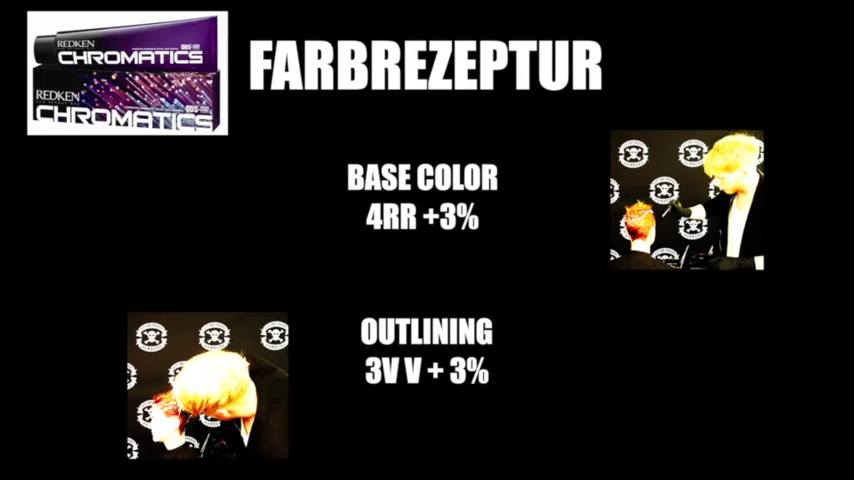 REDKEN
CHROMATICS
REDKEN
CHROMATICS
FARBREZEPTUR
BASE COLOR
4RR +3%
OUTLINING
3V V + 3%